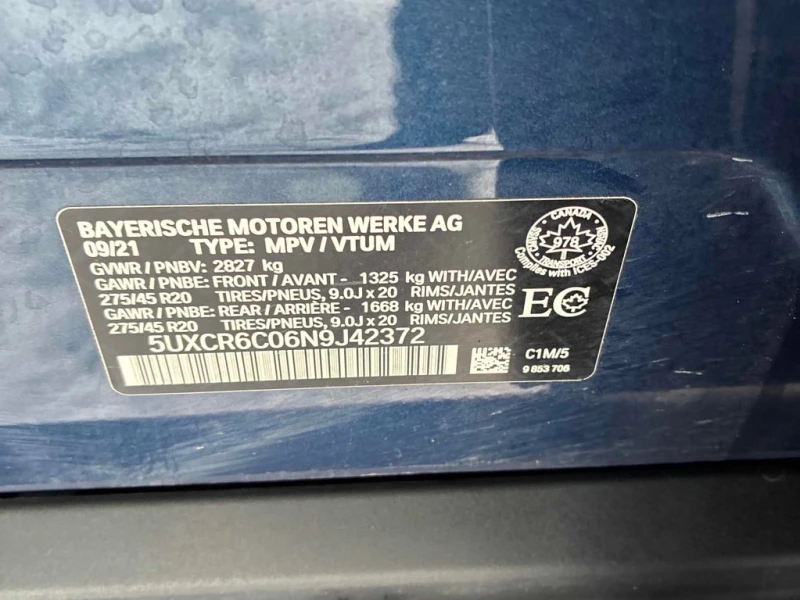 BAYERISCHE MOTOREN WERKE AG
09/21 TYPE: MPV / VTUM
GVWR / PNBV: 2827 kg
GAWR / PNBE: FRONT / AVANT - 1325 kg WITH/AVEC
275/45 R20 TIRES/PNEUS, 9.0J x 20 RIMS/JANTES
GAWR / PNBE: REAR / ARRIÈRE - 1668 kg WITH/AVEC
275/45 R20 TIRES/PNEUS, 9.0J x 20 RIMS/JANTES
5UXCR6C06N9J42372
CANADA
978
TRANSPORT
Complies with ICES-002
EC
C1M/5
9 853 706